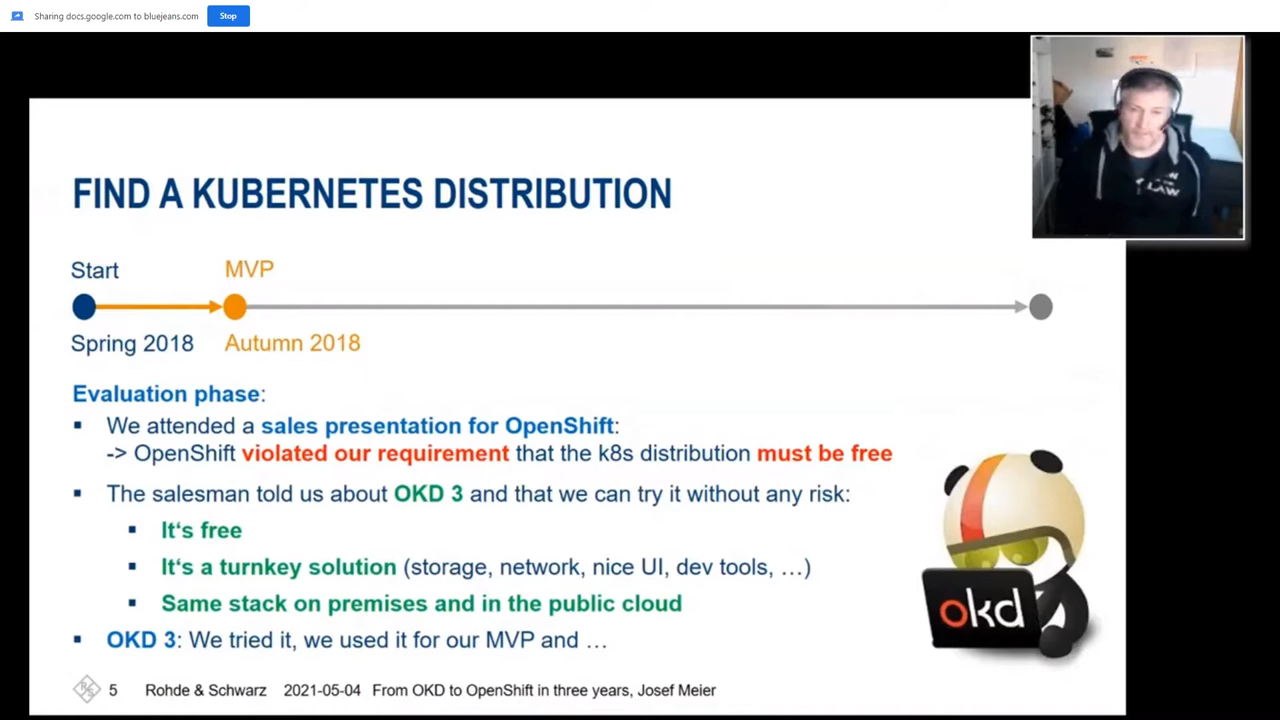 Sharing docs.google.com to bluejeans.com Stop
FIND A KUBERNETES DISTRIBUTION
Start MVP
Spring 2018 Autumn 2018
Evaluation phase:
▪ We attended a sales presentation for OpenShift:
-> OpenShift violated our requirement that the k8s distribution must be free
▪ The salesman told us about OKD 3 and that we can try it without any risk:
▪ It‘s free
▪ It‘s a turnkey solution (storage, network, nice UI, dev tools, …)
▪ Same stack on premises and in the public cloud
▪ OKD 3: We tried it, we used it for our MVP and …
okd
5 Rohde & Schwarz 2021-05-04 From OKD to OpenShift in three years, Josef Meier
LAW